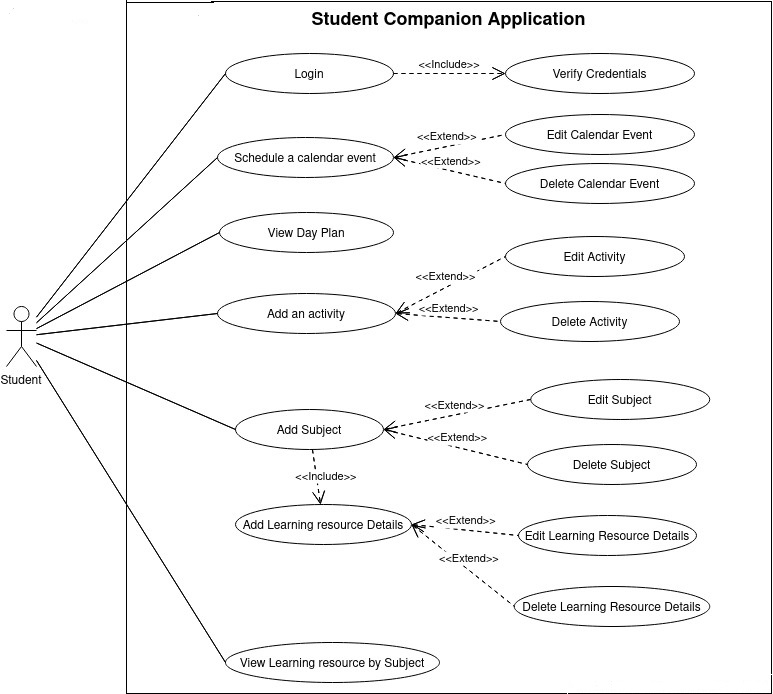 Student Companion Application
Login
<<Include>>
Verify Credentials
Schedule a calendar event
<<Extend>>
Edit Calendar Event
<<Extend>>
Delete Calendar Event
View Day Plan
Add an activity
<<Extend>>
Edit Activity
<<Extend>>
Delete Activity
Student
Add Subject
<<Extend>>
Edit Subject
<<Extend>>
Delete Subject
<<Include>>
Add Learning resource Details
<<Extend>>
Edit Learning Resource Details
<<Extend>>
Delete Learning Resource Details
View Learning resource by Subject